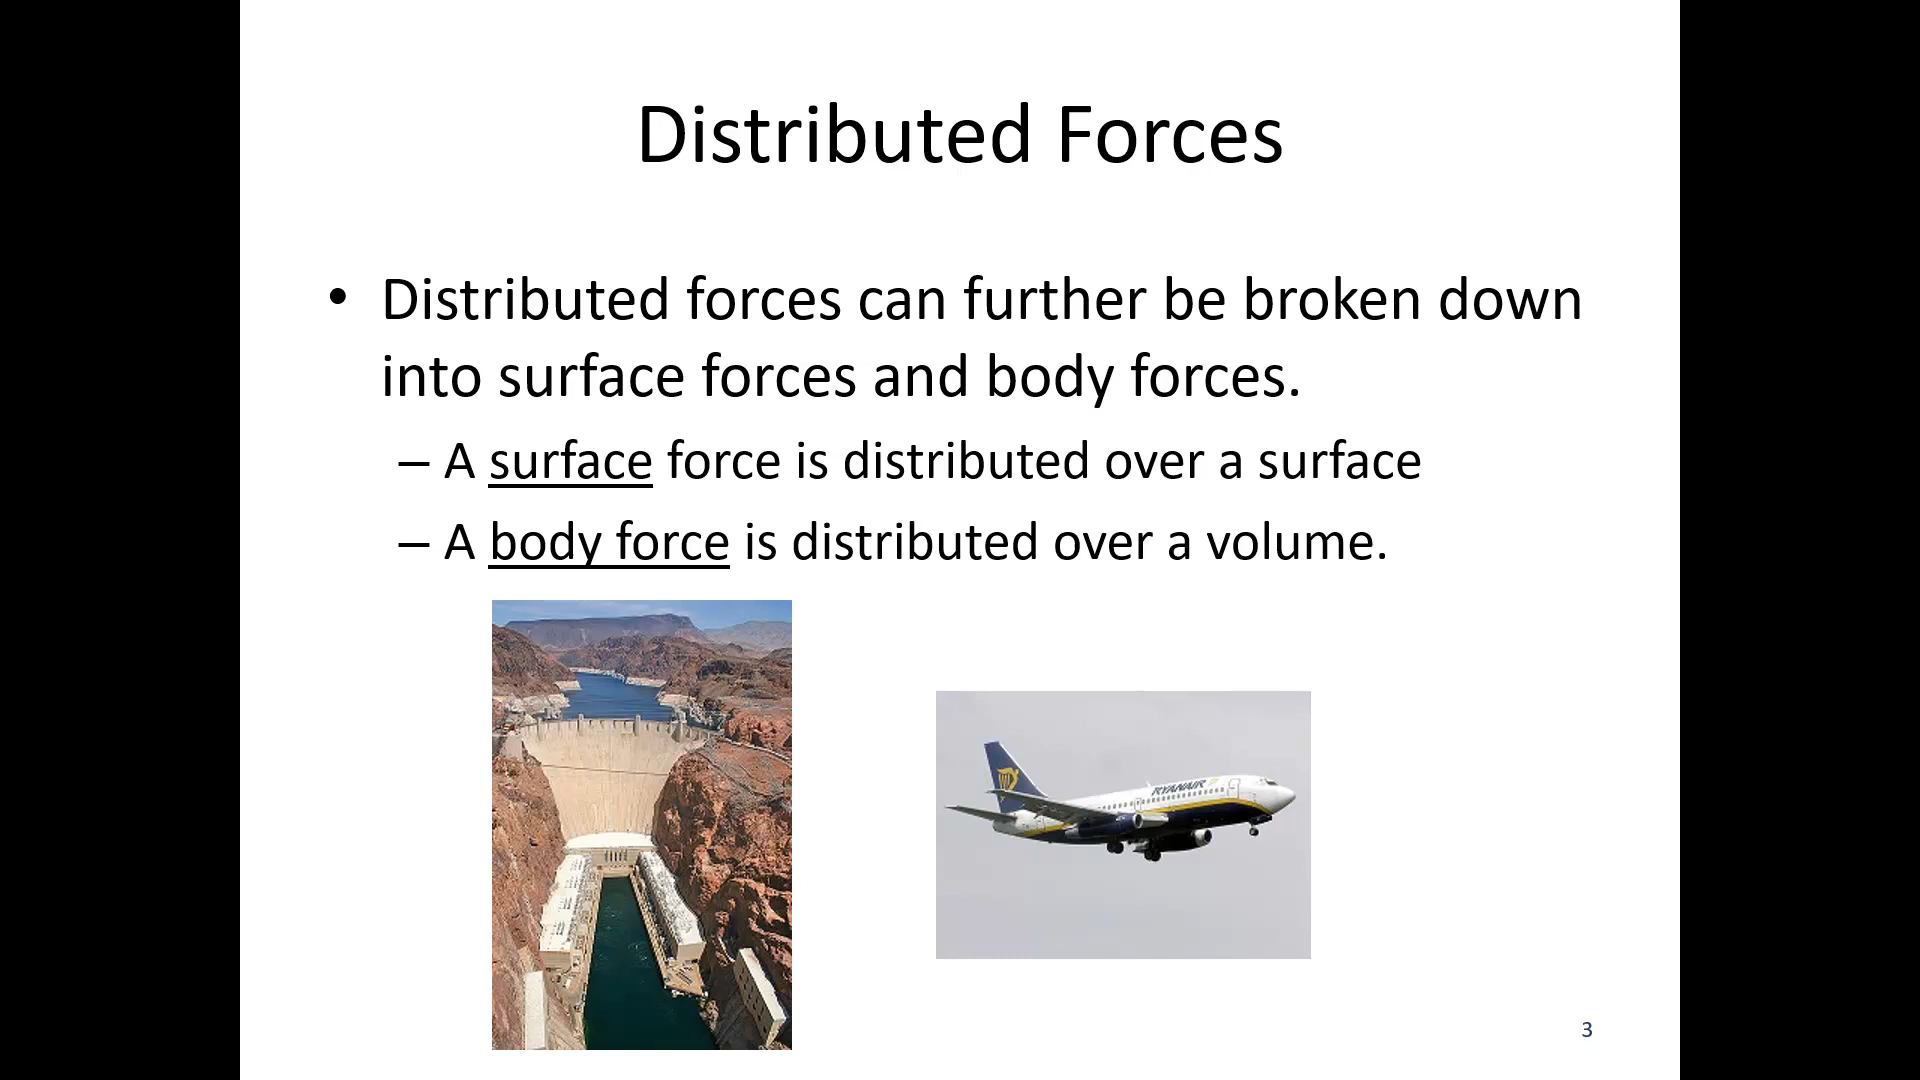 Distributed Forces
• Distributed forces can further be broken down
into surface forces and body forces.
– A surface force is distributed over a surface
– A body force is distributed over a volume.
RYANAIR
3